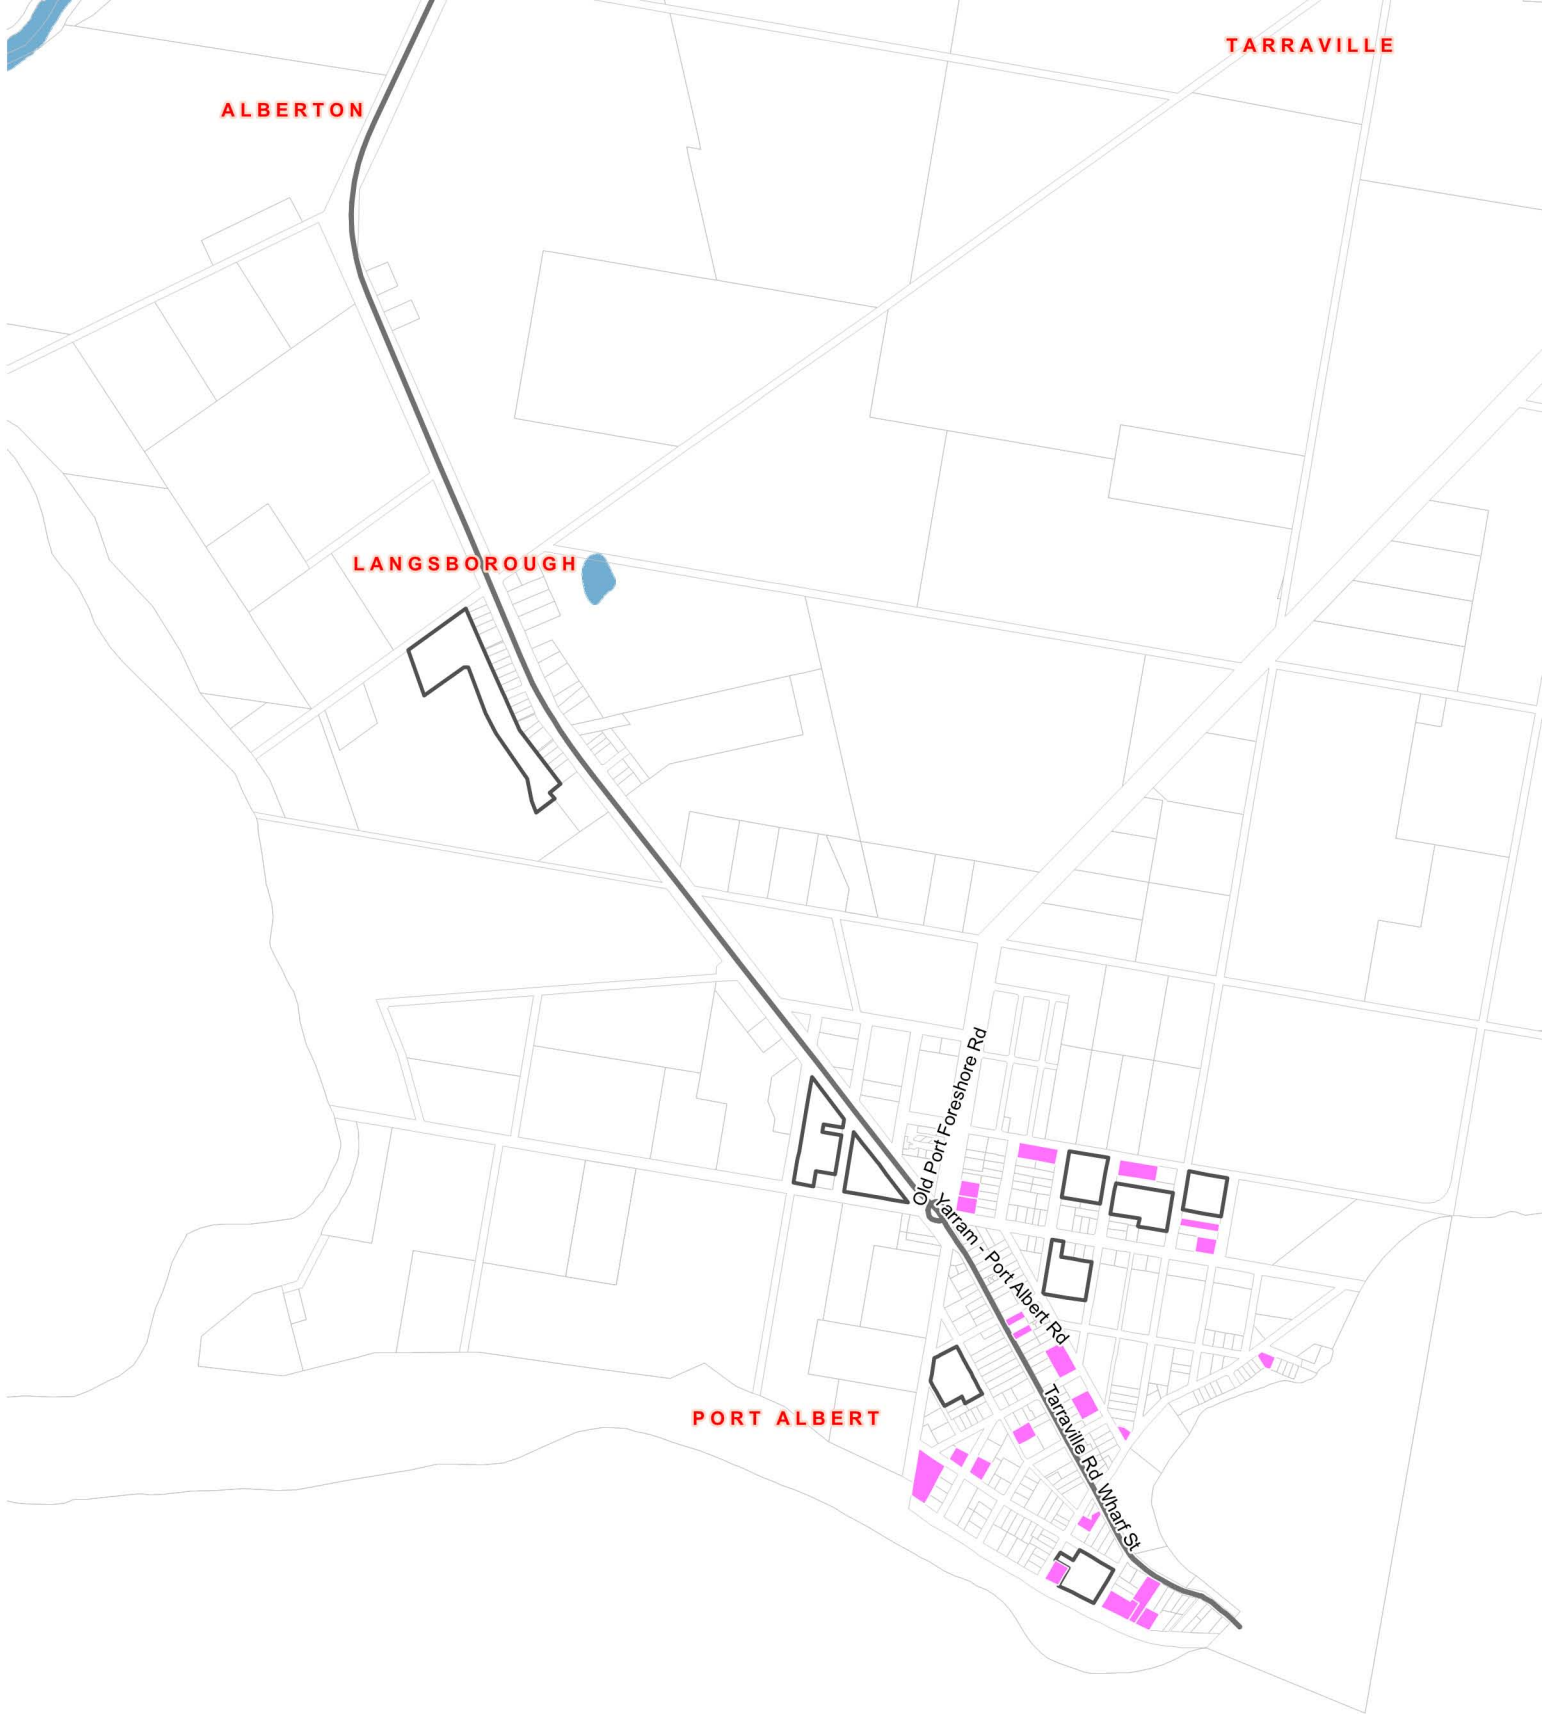 TARRAVILLE
ALBERTON
LANGSBOROUGH
Old Port Foreshore Rd
Yarram - Port Albert Rd
PORT ALBERT
Tarraville Rd
Wharf St